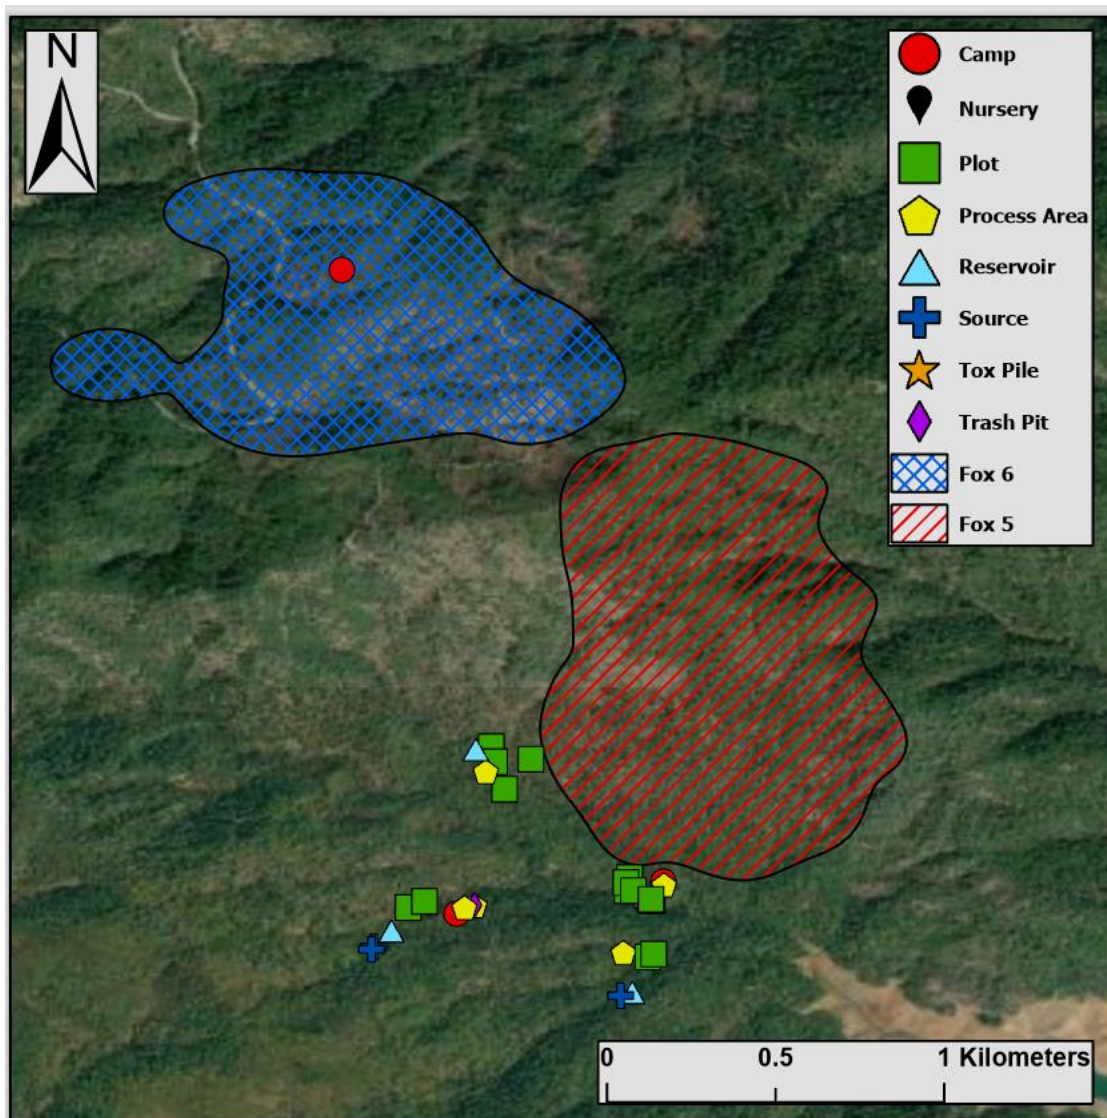 N
Camp
Nursery
Plot
Process Area
Reservoir
Source
Tox Pile
Trash Pit
Fox 6
Fox 5
0 0.5 1 Kilometers